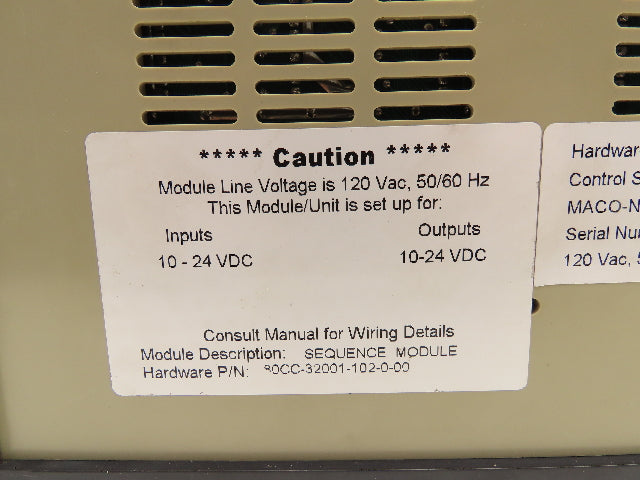 ***** Caution *****
Module Line Voltage is 120 Vac, 50/60 Hz
This Module/Unit is set up for:
Inputs Outputs
10 - 24 VDC 10-24 VDC
Consult Manual for Wiring Details
Module Description: SEQUENCE MODULE
Hardware P/N: 80CC-32001-102-0-00
Hardwar
Control S
MACO-N
Serial Nu
120 Vac, 5